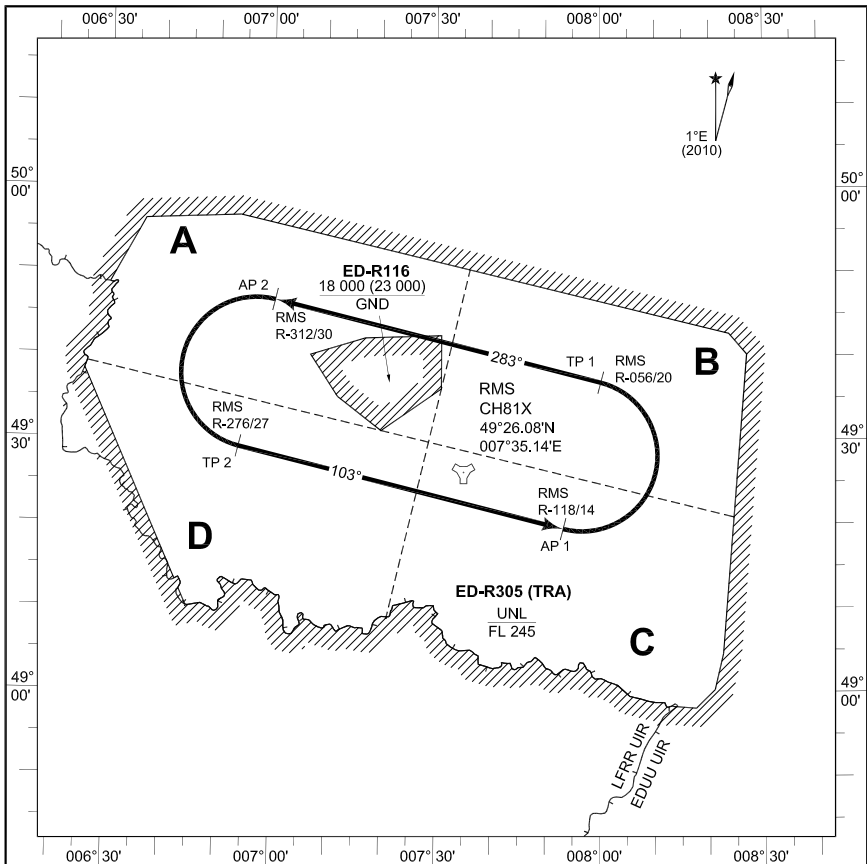 006°30'
007°00'
007°30'
008°00'
008°30'
1°E
(2010)
50°
00'
50°
00'
A
ED-R116
18 000 (23 000)
GND
AP 2
RMS
R-312/30
283°
TP 1
RMS
R-056/20
B
RMS
CH81X
49°26.08'N
007°35.14'E
49°
30'
49°
30'
RMS
R-276/27
TP 2
103°
RMS
R-118/14
AP 1
D
ED-R305 (TRA)
UNL
FL 245
C
49°
00'
49°
00'
LFRR UIR
EDUU UIR
006°30'
007°00'
007°30'
008°00'
008°30'